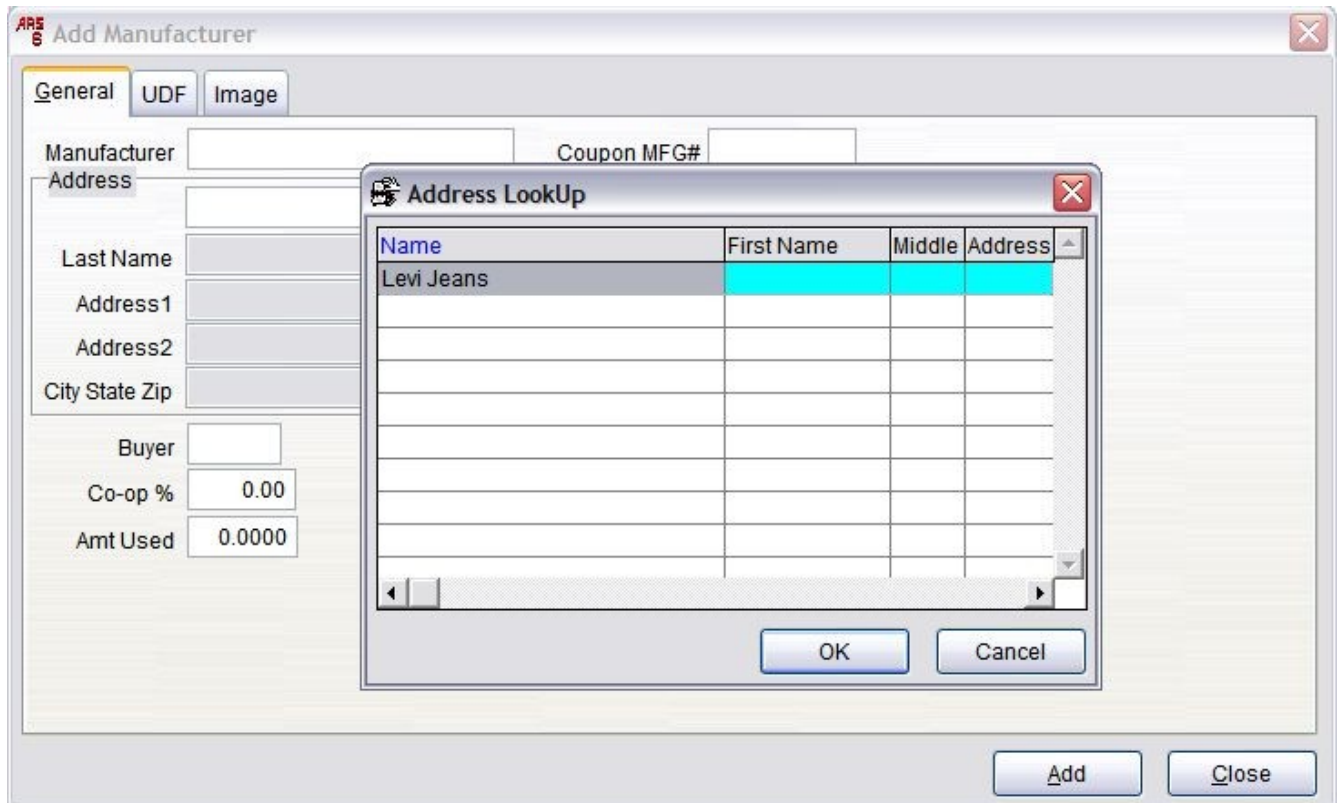 ARS
6
Add Manufacturer
General UDF Image
Manufacturer Coupon MFG#
Address
Address LookUp
Name First Name Middle Address
Levi Jeans
Last Name
Address1
Address2
City State Zip
Buyer
Co-op % 0.00
Amt Used 0.0000
OK Cancel
Add Close